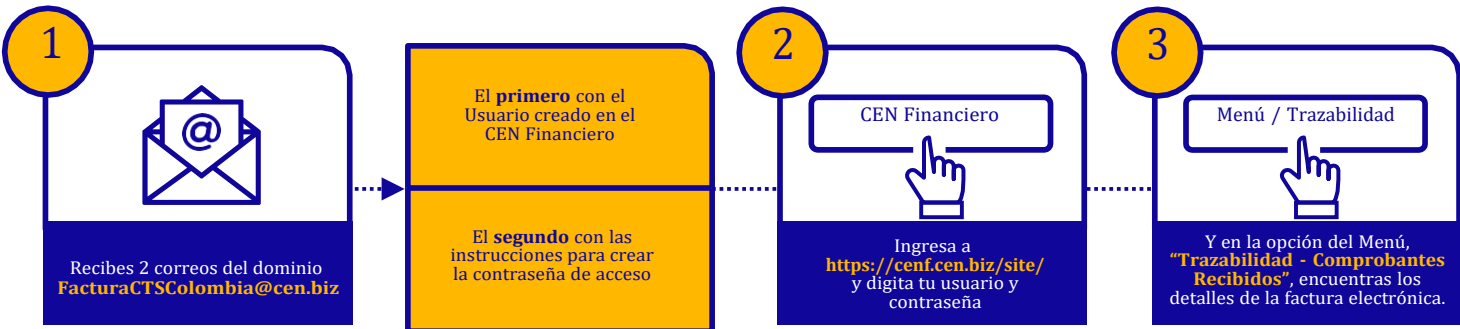 1
@
Recibes 2 correos del dominio
FacturaCTSColombia@cen.biz
El primero con el
Usuario creado en el
CEN Financiero
El segundo con las
instrucciones para crear
la contraseña de acceso
2
CEN Financiero
Ingresa a
https://cenf.cen.biz/site/
y digita tu usuario y
contraseña
3
Menú / Trazabilidad
Y en la opción del Menú,
“Trazabilidad - Comprobantes
Recibidos”, encuentras los
detalles de la factura electrónica.